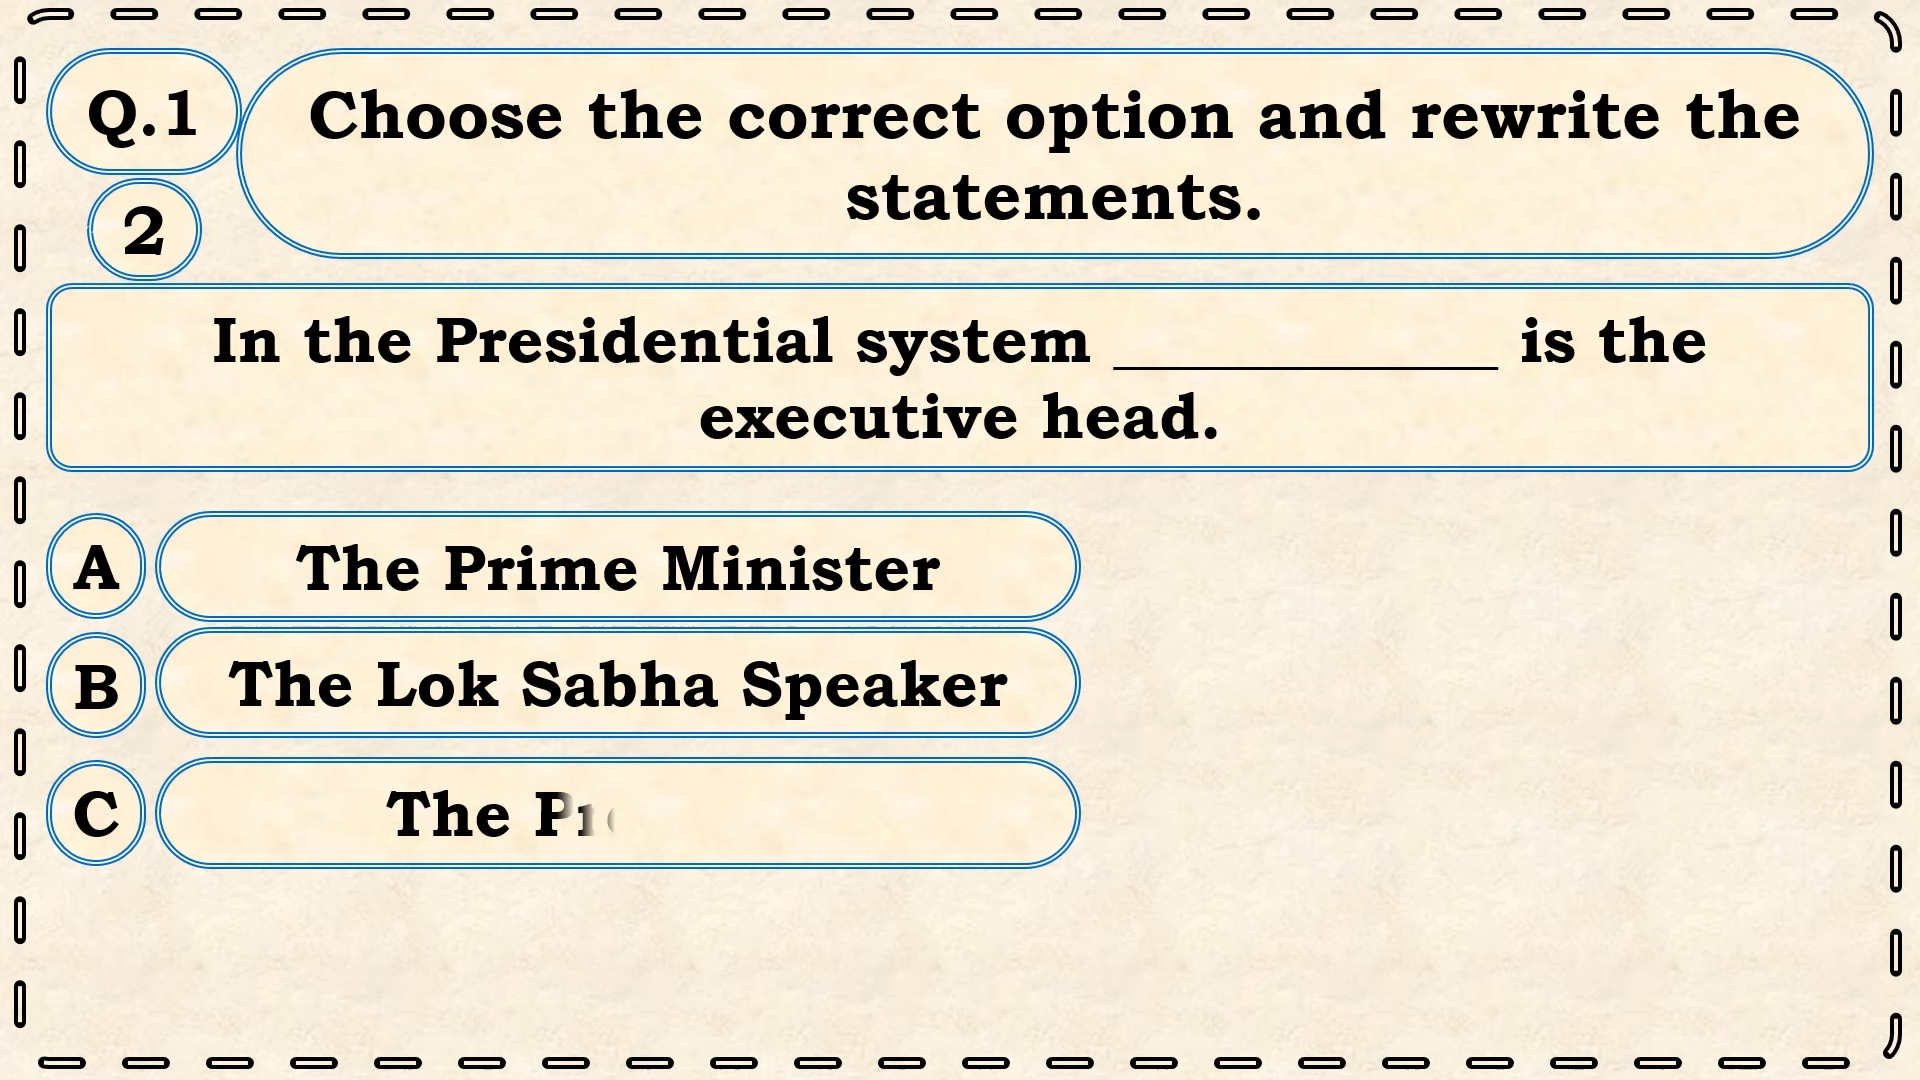 Q.1
Choose the correct option and rewrite the
statements.
2
In the Presidential system ____________ is the
executive head.
A The Prime Minister
B The Lok Sabha Speaker
C The